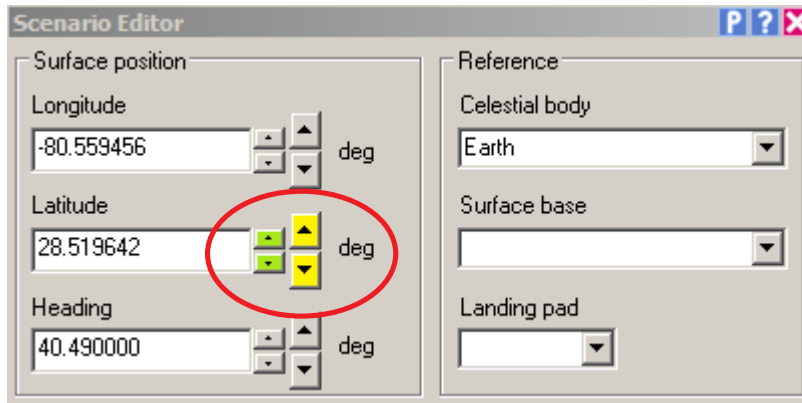 Scenario Editor
P ? X
Surface position
Longitude
-80.559456 deg
Latitude
28.519642 deg
Heading
40.490000 deg
Reference
Celestial body
Earth
Surface base
Landing pad